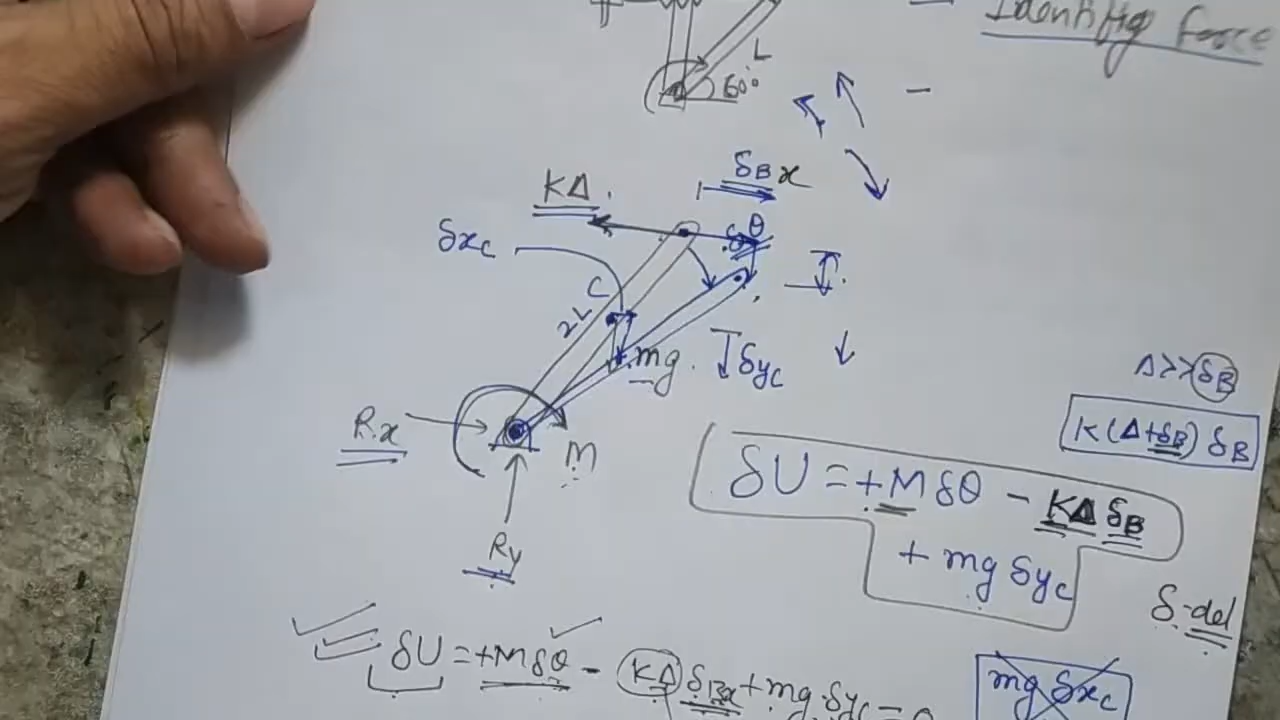 Identify Force
L
60°
δBx
KΔ.
δθ
δxc
C
2L
mg.
δyc
Rx
M
Ry
Δ>>δB
K(Δ+δB) δB
δU = +Mδθ - KΔ δB
+ mg δyc
δ-del
δU = +Mδθ - KΔ δBx + mg.δyc = 0
mg δxc